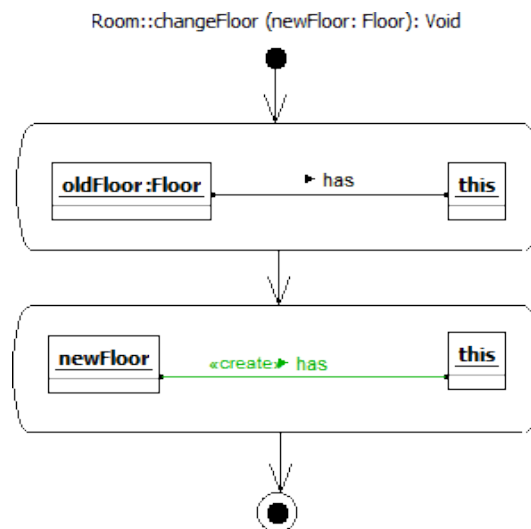 Room::changeFloor (newFloor: Floor): Void
oldFloor :Floor
has
this
newFloor
«create» has
this